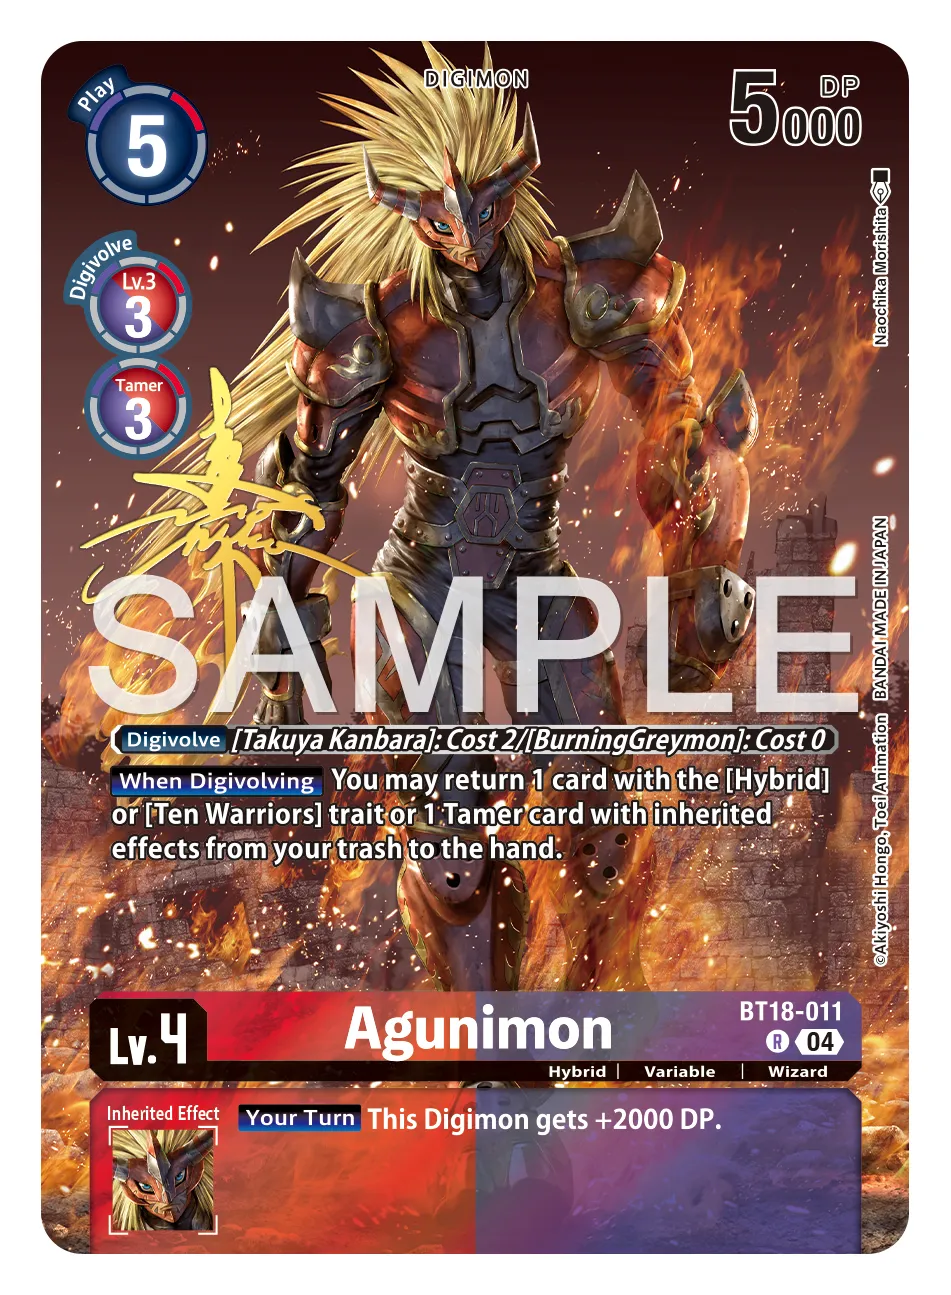 DIGIMON
Play
5
DP
5000
Digivolve
Lv.3
3
Tamer
3
Naochika Morishita
SAMPLE
©Akiyoshi Hongo, Toei Animation BANDAI MADE IN JAPAN
Digivolve [Takuya Kanbara]: Cost 2/[BurningGreymon]: Cost 0
When Digivolving You may return 1 card with the [Hybrid]
or [Ten Warriors] trait or 1 Tamer card with inherited
effects from your trash to the hand.
Lv.4
Agunimon
BT18-011
R 04
Hybrid | Variable | Wizard
Inherited Effect
Your Turn This Digimon gets +2000 DP.